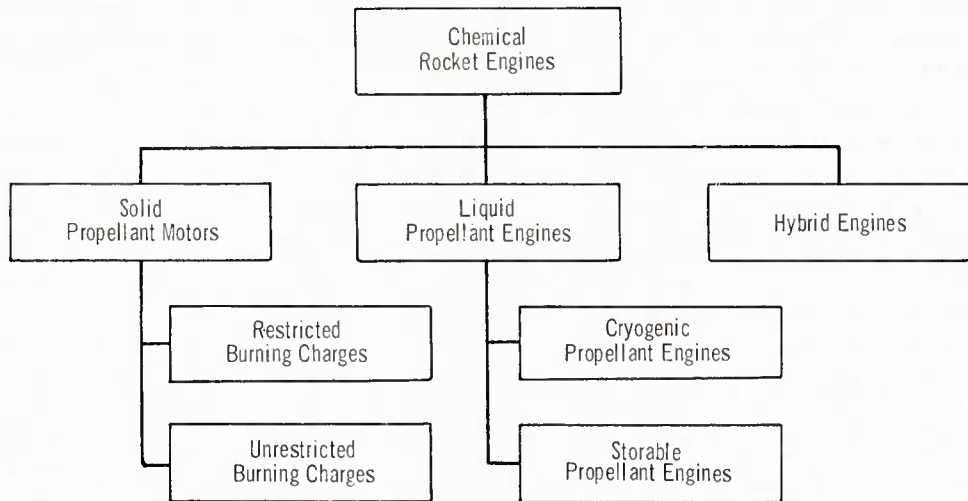 Chemical
Rocket Engines
Solid
Propellant Motors
Liquid
Propellant Engines
Hybrid Engines
Restricted
Burning Charges
Cryogenic
Propellant Engines
Unrestricted
Burning Charges
Storable
Propellant Engines